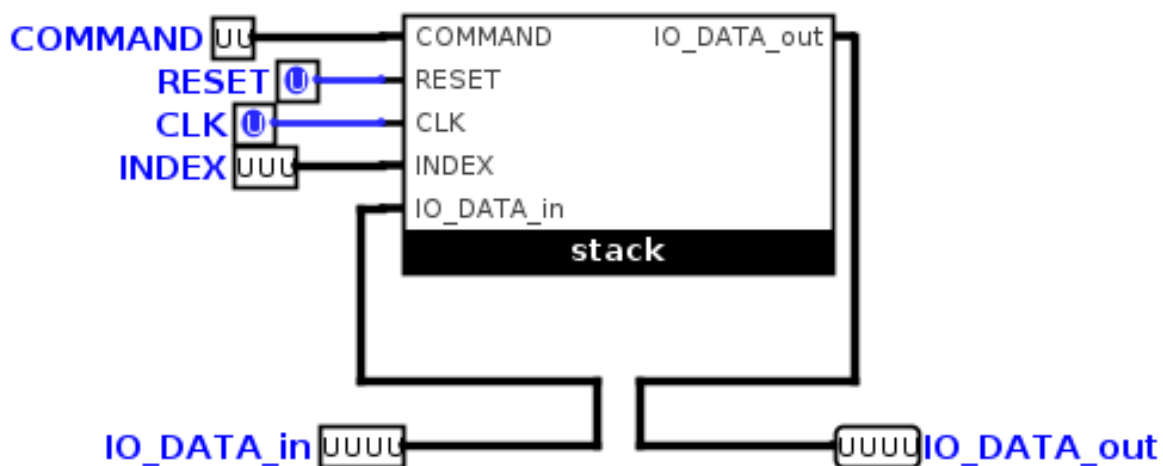 COMMAND UU COMMAND IO_DATA_out
RESET U RESET
CLK U CLK
INDEX UUU INDEX
IO_DATA_in
stack
IO_DATA_in UUUU UUUU IO_DATA_out